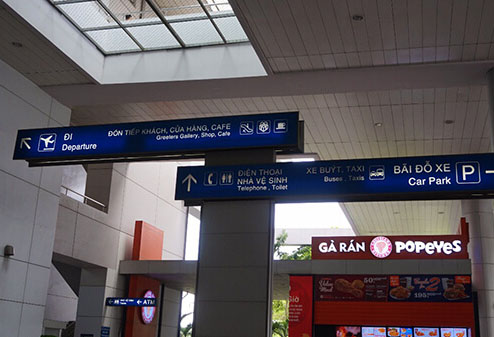 ĐI
Departure
ĐÓN TIẾP KHÁCH, CỬA HÀNG, CAFE
Greeters Gallery, Shop, Cafe
ĐIỆN THOẠI
NHÀ VỆ SINH
Telephone , Toilet
XE BUÝT, TAXI
Buses , Taxis
BÃI ĐỖ XE
Car Park
P
GÀ RÁN POPEYES
ATM